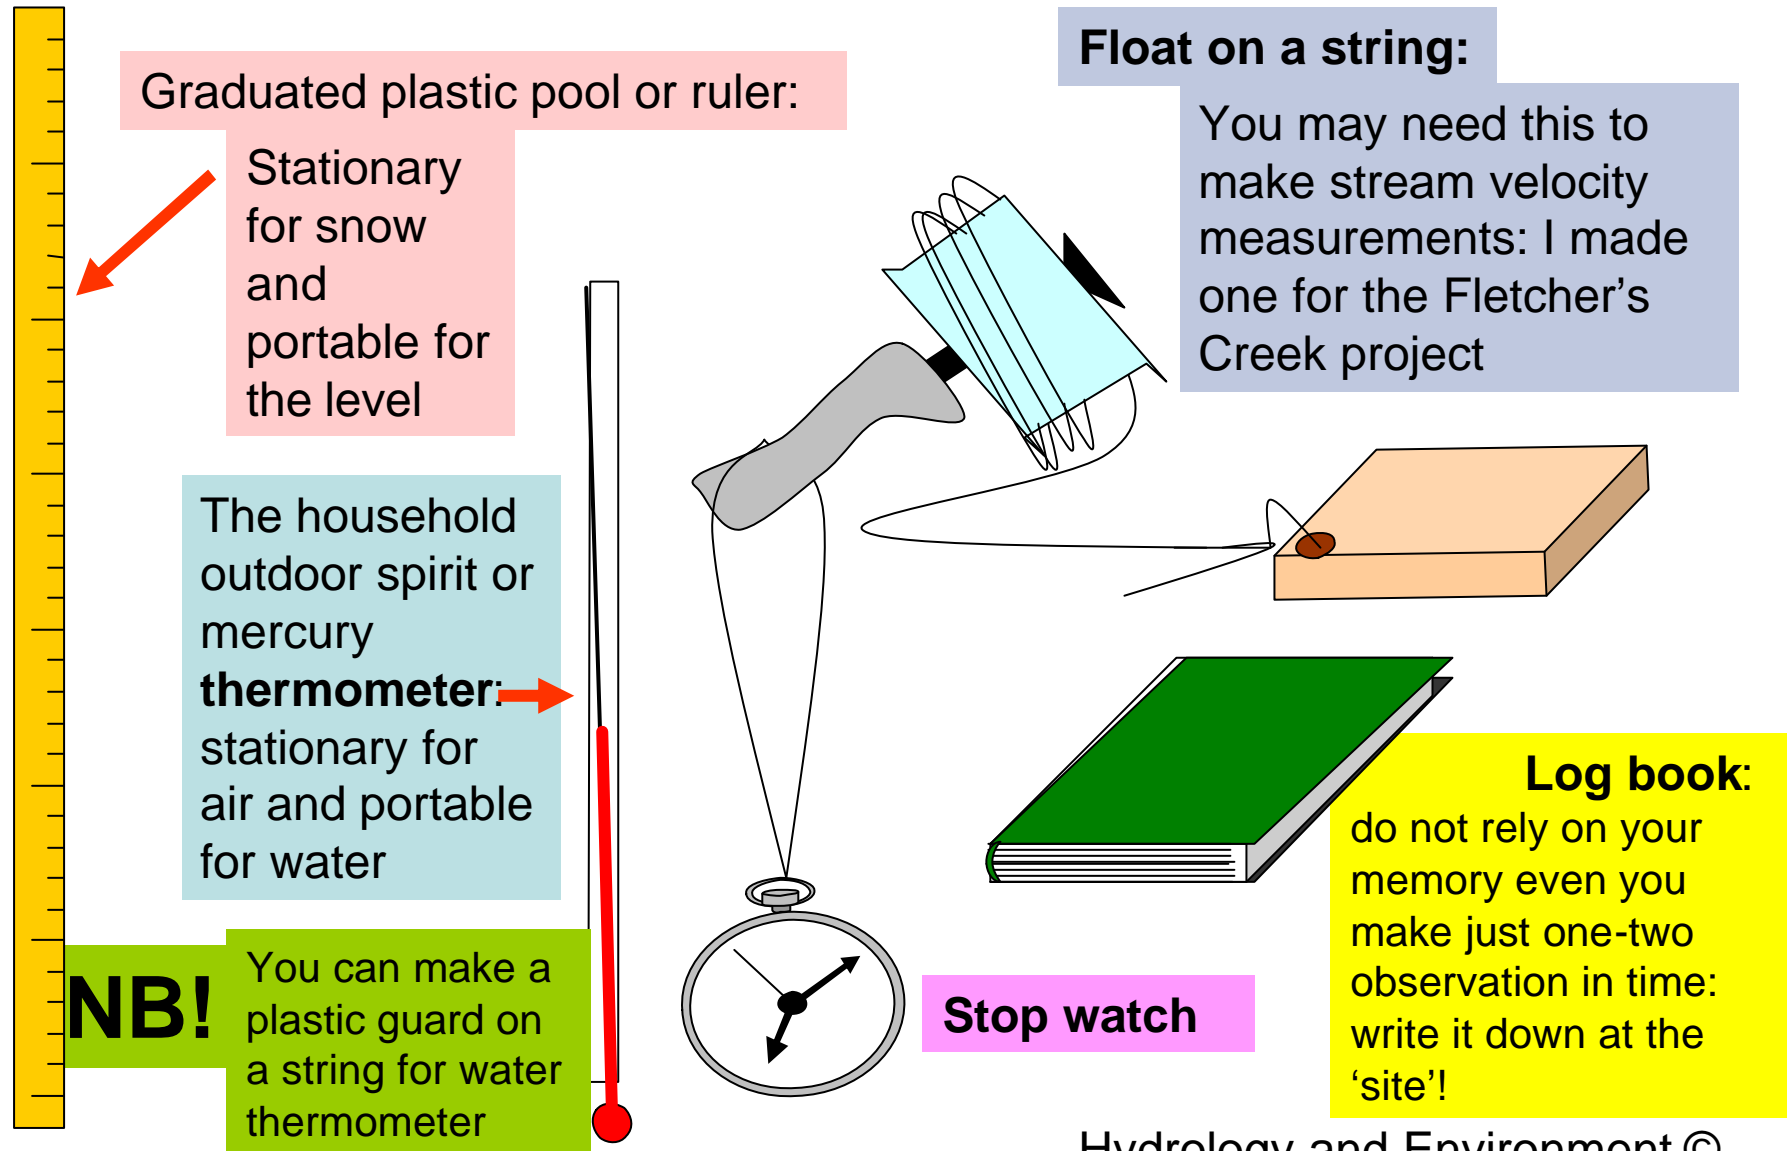 Graduated plastic pool or ruler:
Stationary
for snow
and
portable for
the level
Float on a string:
You may need this to
make stream velocity
measurements: I made
one for the Fletcher’s
Creek project
The household
outdoor spirit or
mercury
thermometer:
stationary for
air and portable
for water
NB!
You can make a
plastic guard on
a string for water
thermometer
Stop watch
Log book:
do not rely on your
memory even you
make just one-two
observation in time:
write it down at the
‘site’!
Hydrology and Environment ©